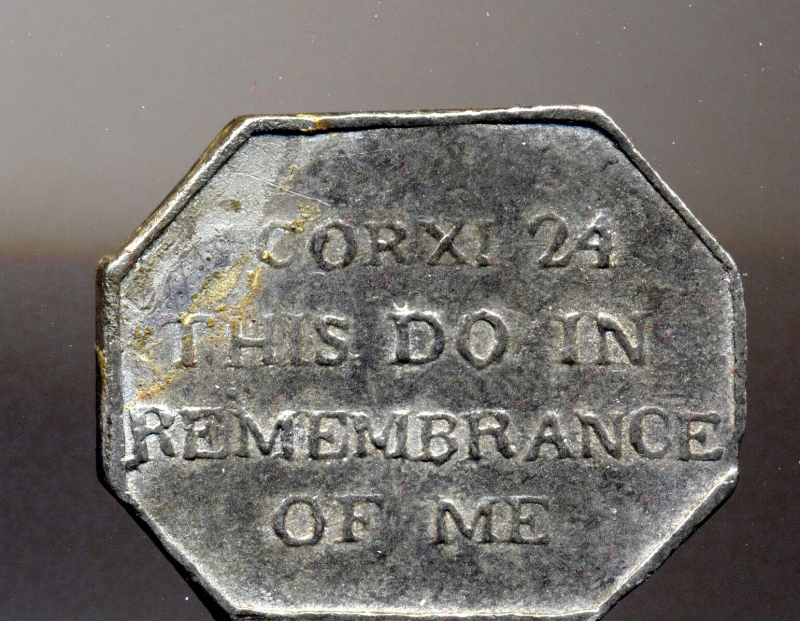 COR XI 24
THIS DO IN
REMEMBRANCE
OF ME